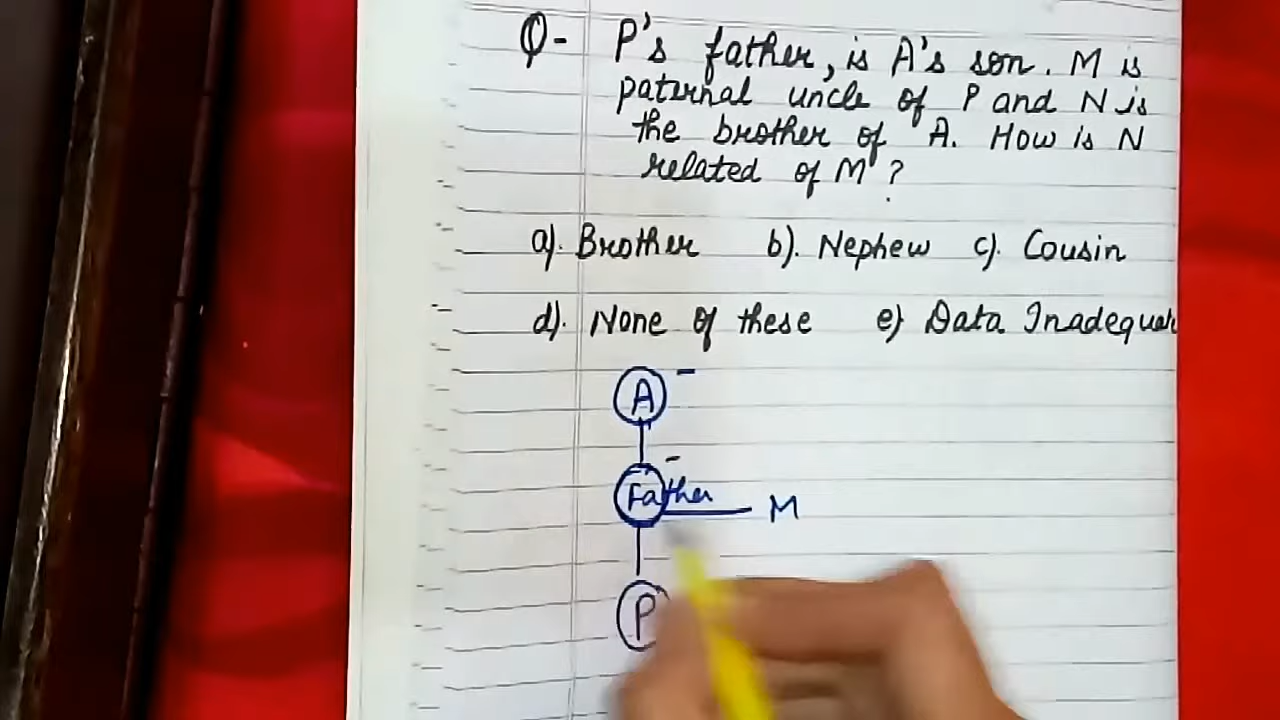 Q- P's father, is A's son. M is
paternal uncle of P and N is
the brother of A. How is N
related of M ?
a). Brother b). Nephew c). Cousin
d). None of these e) Data Inadequa
A -
Father - M
P